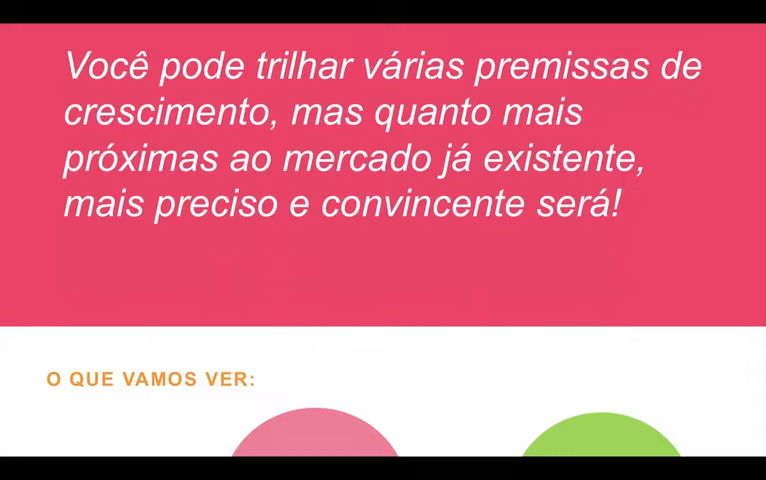 Você pode trilhar várias premissas de
crescimento, mas quanto mais
próximas ao mercado já existente,
mais preciso e convincente será!
O QUE VAMOS VER: